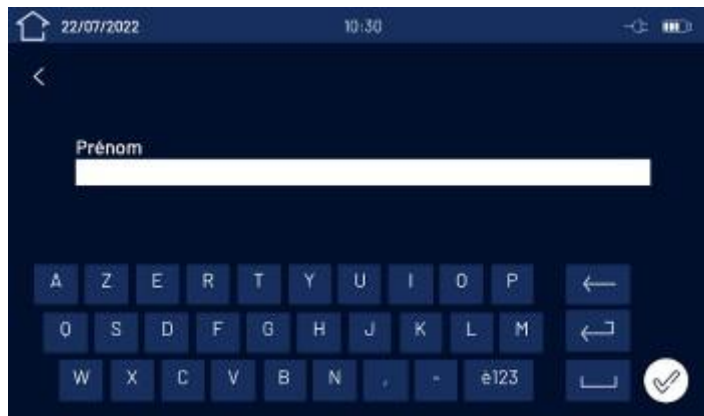 22/07/2022 10:30
Prénom
A Z E R T Y U I O P
Q S D F G H J K L M
W X C V B N , - è123